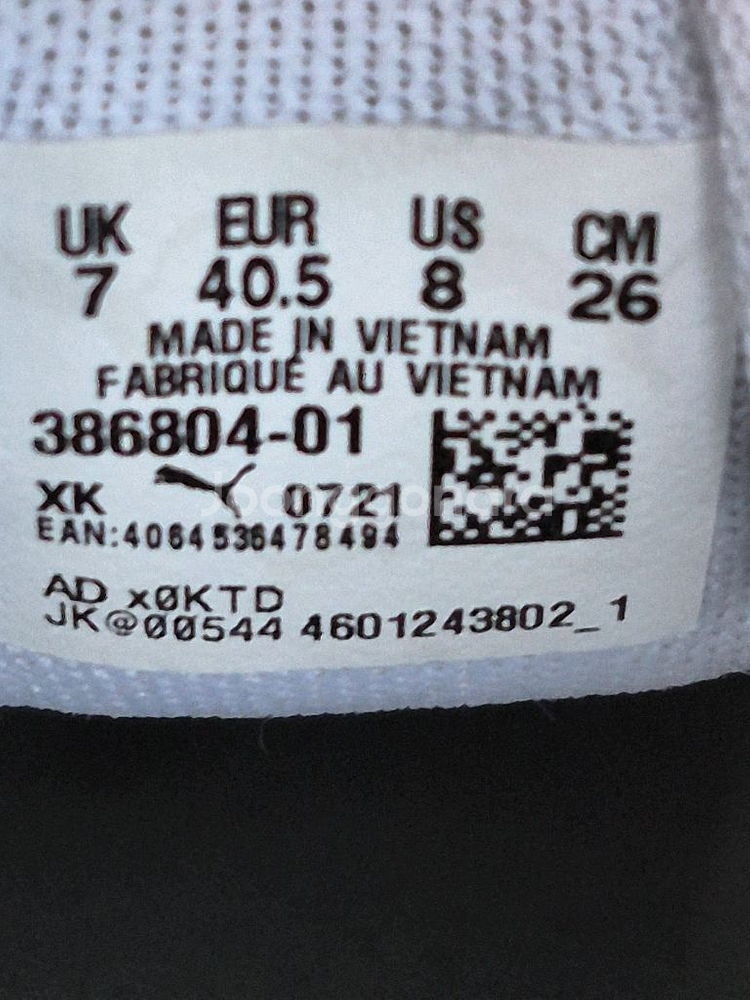 UK EUR US CM
7 40.5 8 26
MADE IN VIETNAM
FABRIQUÉ AU VIETNAM
386804-01
XK 0721
EAN:4064536478494
AD x0KTD
JK@00544 4601243802_1